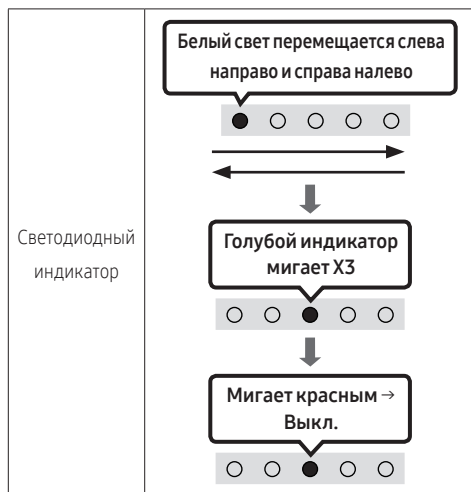 Белый свет перемещается слева
направо и справа налево
Светодиодный
индикатор
Голубой индикатор
мигает X3
Мигает красным →
Выкл.